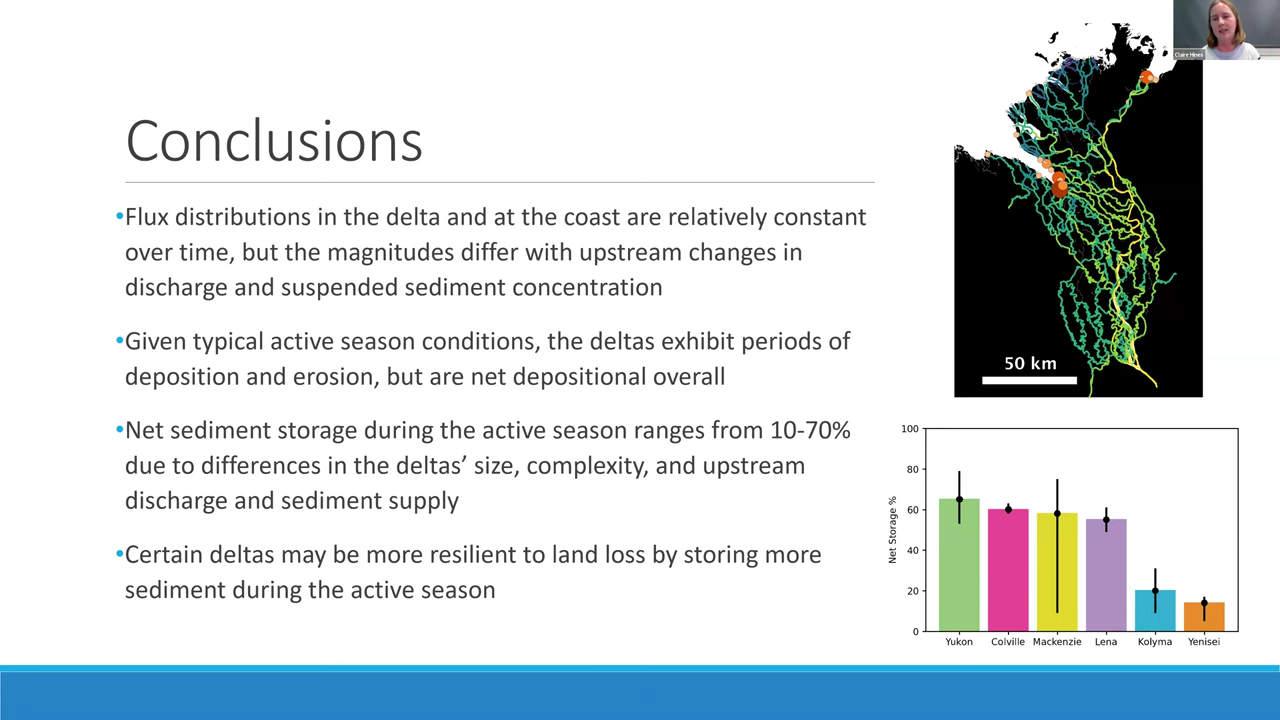 Claire Hines
Conclusions
•Flux distributions in the delta and at the coast are relatively constant
over time, but the magnitudes differ with upstream changes in
discharge and suspended sediment concentration
•Given typical active season conditions, the deltas exhibit periods of
deposition and erosion, but are net depositional overall
•Net sediment storage during the active season ranges from 10-70%
due to differences in the deltas’ size, complexity, and upstream
discharge and sediment supply
•Certain deltas may be more resilient to land loss by storing more
sediment during the active season
50 km
Net Storage %
100
80
60
40
20
0
Yukon Colville Mackenzie Lena Kolyma Yenisei